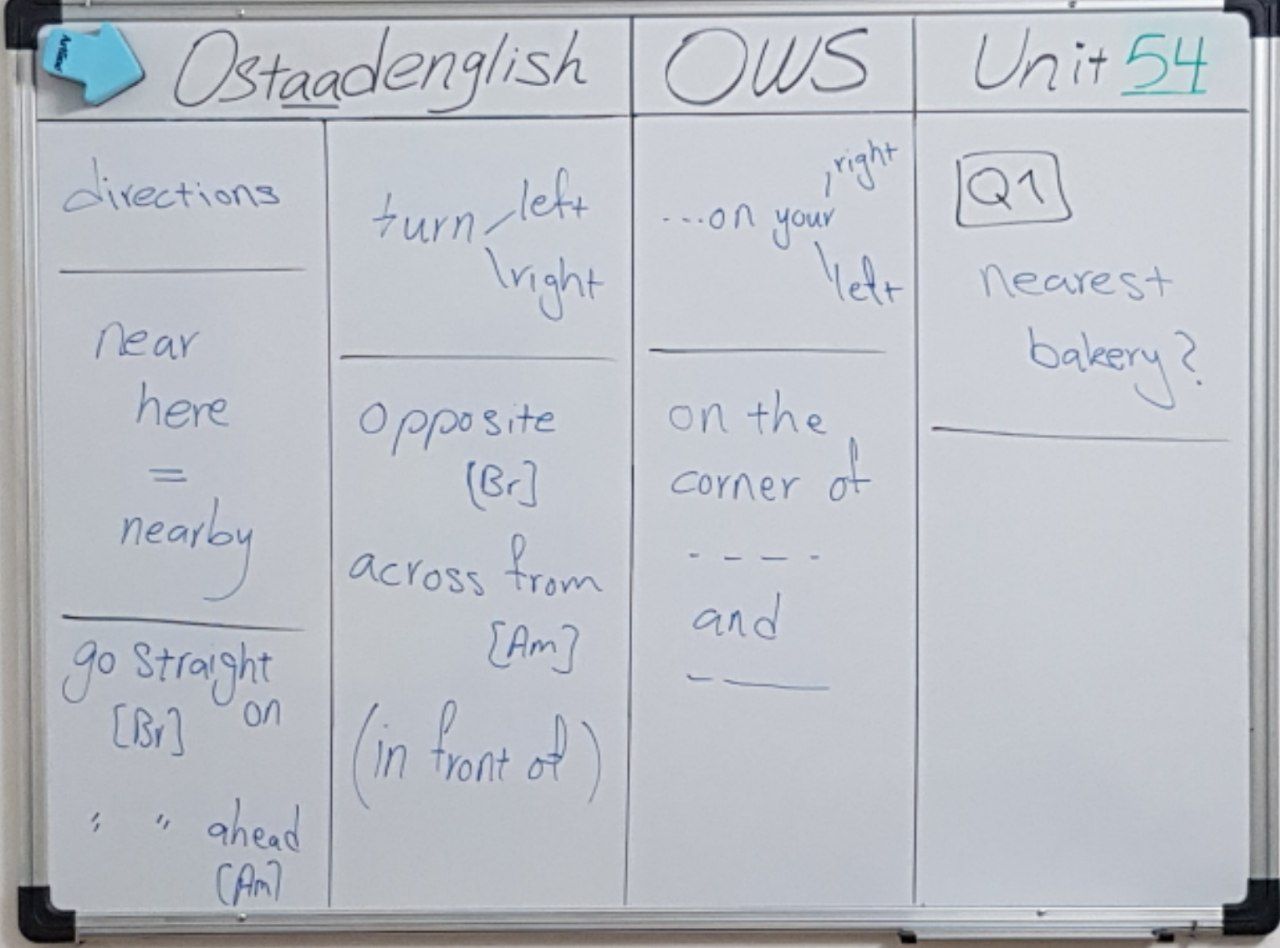 Ostaadenglish
OWS
Unit 54
directions
near
here
=
nearby
go straight
on
[Br]
" " ahead
[Am]
turn left
right
opposite
[Br]
across from
[Am]
(in front of)
right
...on your
left
on the
corner of
- - - -
and
- —
Q1
nearest
bakery?